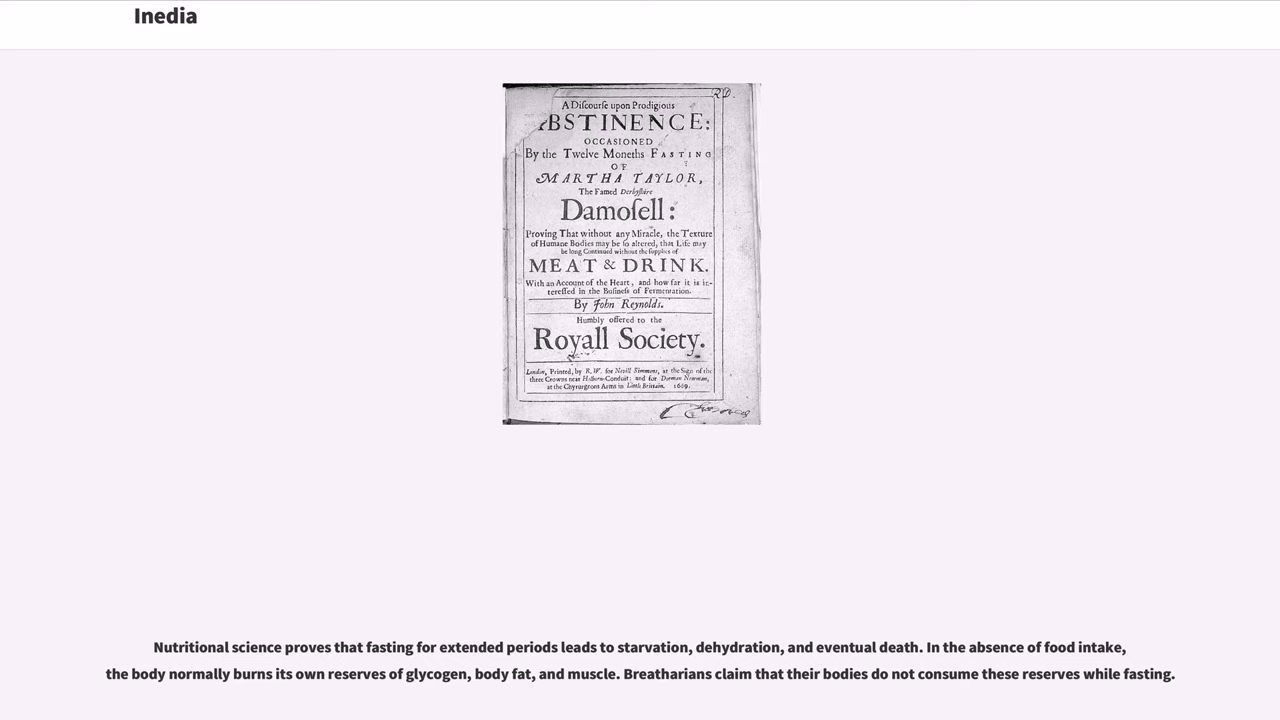 Inedia
R D.
A Discourſe upon Prodigious
ABSTINENCE:
OCCASIONED
By the Twelve Moneths FASTING
OF
MARTHA TAYLOR,
The Famed Derbyſhire
Damoſell:
Proving That without any Miracle, the Texture
of Humane Bodies may be ſo altered, that Life may
be long Continued without the ſupplies of
MEAT & DRINK.
With an Account of the Heart, and how far it is in-
tereſſed in the Buſineſs of Fermentation.
By John Reynolds.
Humbly offered to the
Royall Society.
London, Printed, by R. W. for Nevill Simmons, at the Sign of the
three Crowns near Holborn-Conduit: and for Dorman Newman,
at the Chyrurgeons Arms in Little Brittain. 1669.
Nutritional science proves that fasting for extended periods leads to starvation, dehydration, and eventual death. In the absence of food intake,
the body normally burns its own reserves of glycogen, body fat, and muscle. Breatharians claim that their bodies do not consume these reserves while fasting.